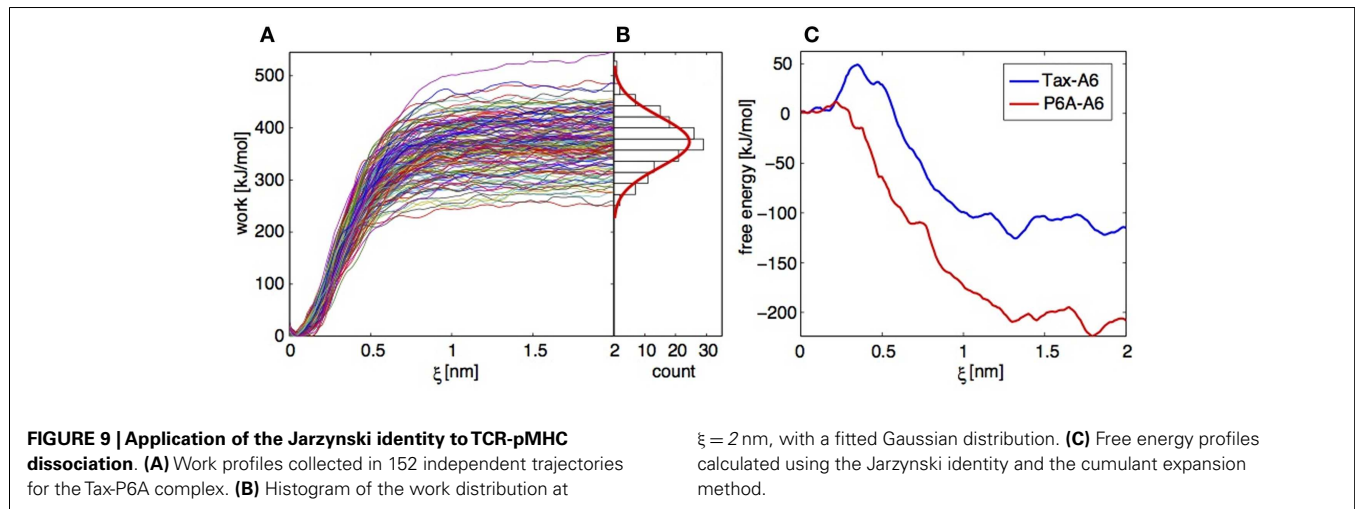 A
B
C
500
400
300
200
100
0
work [kJ/mol]
0
0.5
1
1.5
2
ξ [nm]
10
20
30
count
50
0
−50
−100
−150
−200
free energy [kJ/mol]
Tax-A6
P6A-A6
0
0.5
1
1.5
2
ξ [nm]
FIGURE 9 | Application of the Jarzynski identity to TCR-pMHC
dissociation. (A) Work profiles collected in 152 independent trajectories
for the Tax-P6A complex. (B) Histogram of the work distribution at
ξ = 2 nm, with a fitted Gaussian distribution. (C) Free energy profiles
calculated using the Jarzynski identity and the cumulant expansion
method.